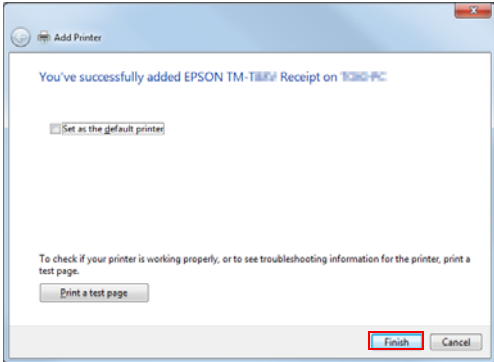 Add Printer
You've successfully added EPSON TM-T Receipt on
Set as the default printer
To check if your printer is working properly, or to see troubleshooting information for the printer, print a
test page.
Print a test page
Finish Cancel